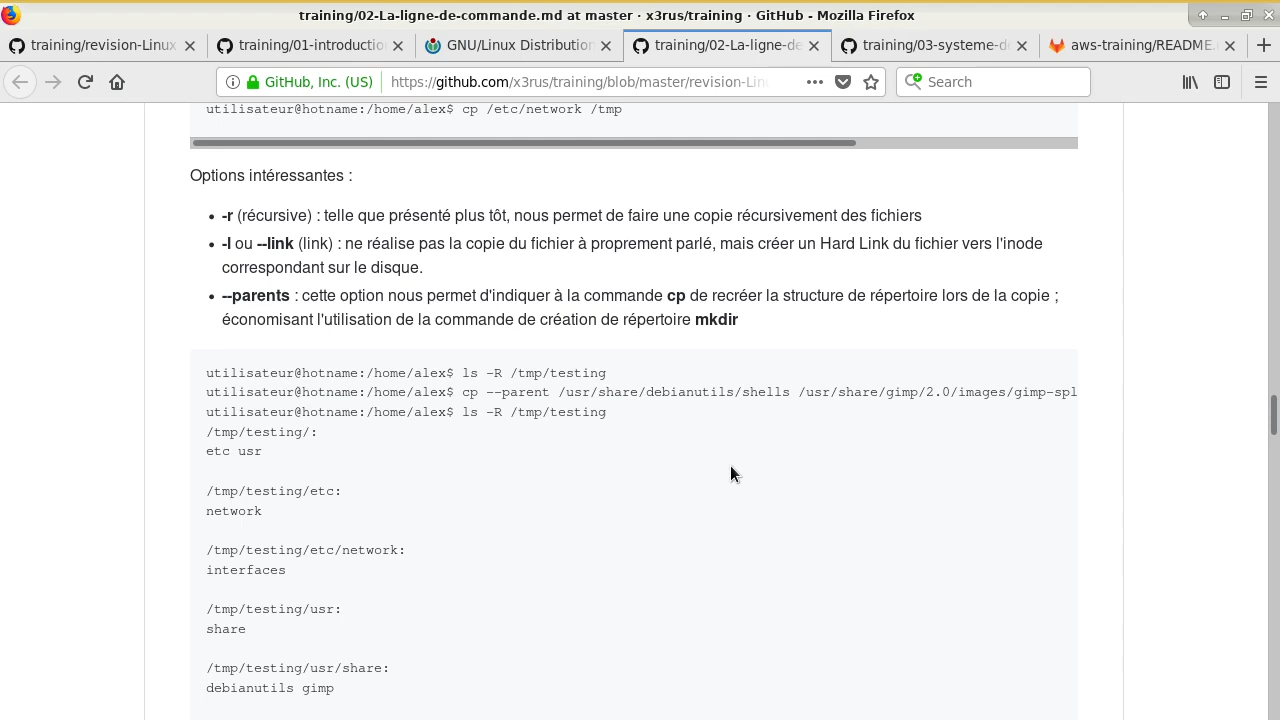 training/02-La-ligne-de-commande.md at master · x3rus/training · GitHub - Mozilla Firefox
training/revision-Linux
training/01-introductio
GNU/Linux Distribution
training/02-La-ligne-de-
training/03-systeme-d
aws-training/README.
GitHub, Inc. (US)
https://github.com/x3rus/training/blob/master/revision-Lin
Search
utilisateur@hotname:/home/alex$ cp /etc/network /tmp
Options intéressantes :
• -r (récursive) : telle que présenté plus tôt, nous permet de faire une copie récursivement des fichiers
• -l ou --link (link) : ne réalise pas la copie du fichier à proprement parlé, mais créer un Hard Link du fichier vers l'inode
correspondant sur le disque.
• --parents : cette option nous permet d'indiquer à la commande cp de recréer la structure de répertoire lors de la copie ;
économisant l'utilisation de la commande de création de répertoire mkdir
utilisateur@hotname:/home/alex$ ls -R /tmp/testing
utilisateur@hotname:/home/alex$ cp --parent /usr/share/debianutils/shells /usr/share/gimp/2.0/images/gimp-spl
utilisateur@hotname:/home/alex$ ls -R /tmp/testing
/tmp/testing/:
etc usr
/tmp/testing/etc:
network
/tmp/testing/etc/network:
interfaces
/tmp/testing/usr:
share
/tmp/testing/usr/share:
debianutils gimp